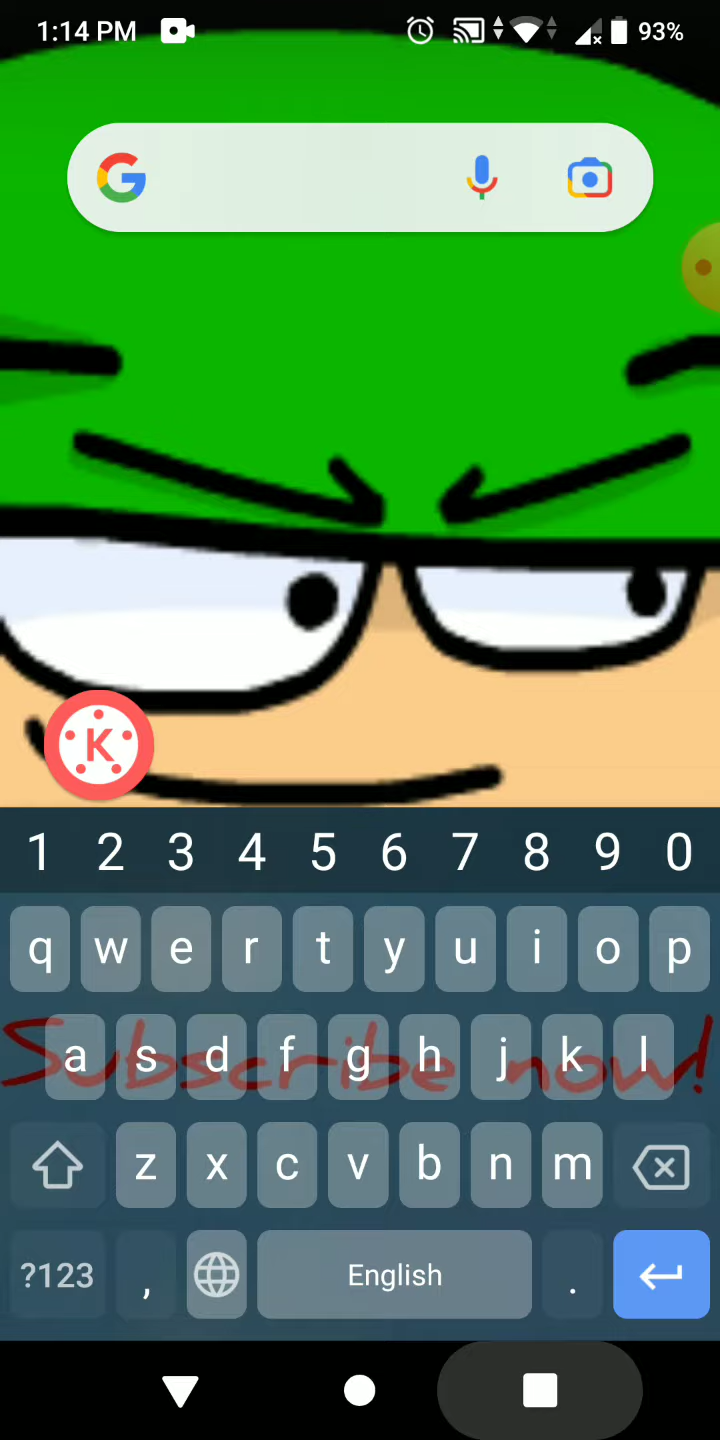 1:14 PM 93%
G
K
1 2 3 4 5 6 7 8 9 0
q w e r t y u i o p
Subscribe now!
a s d f g h j k l
z x c v b n m
?123 , English .